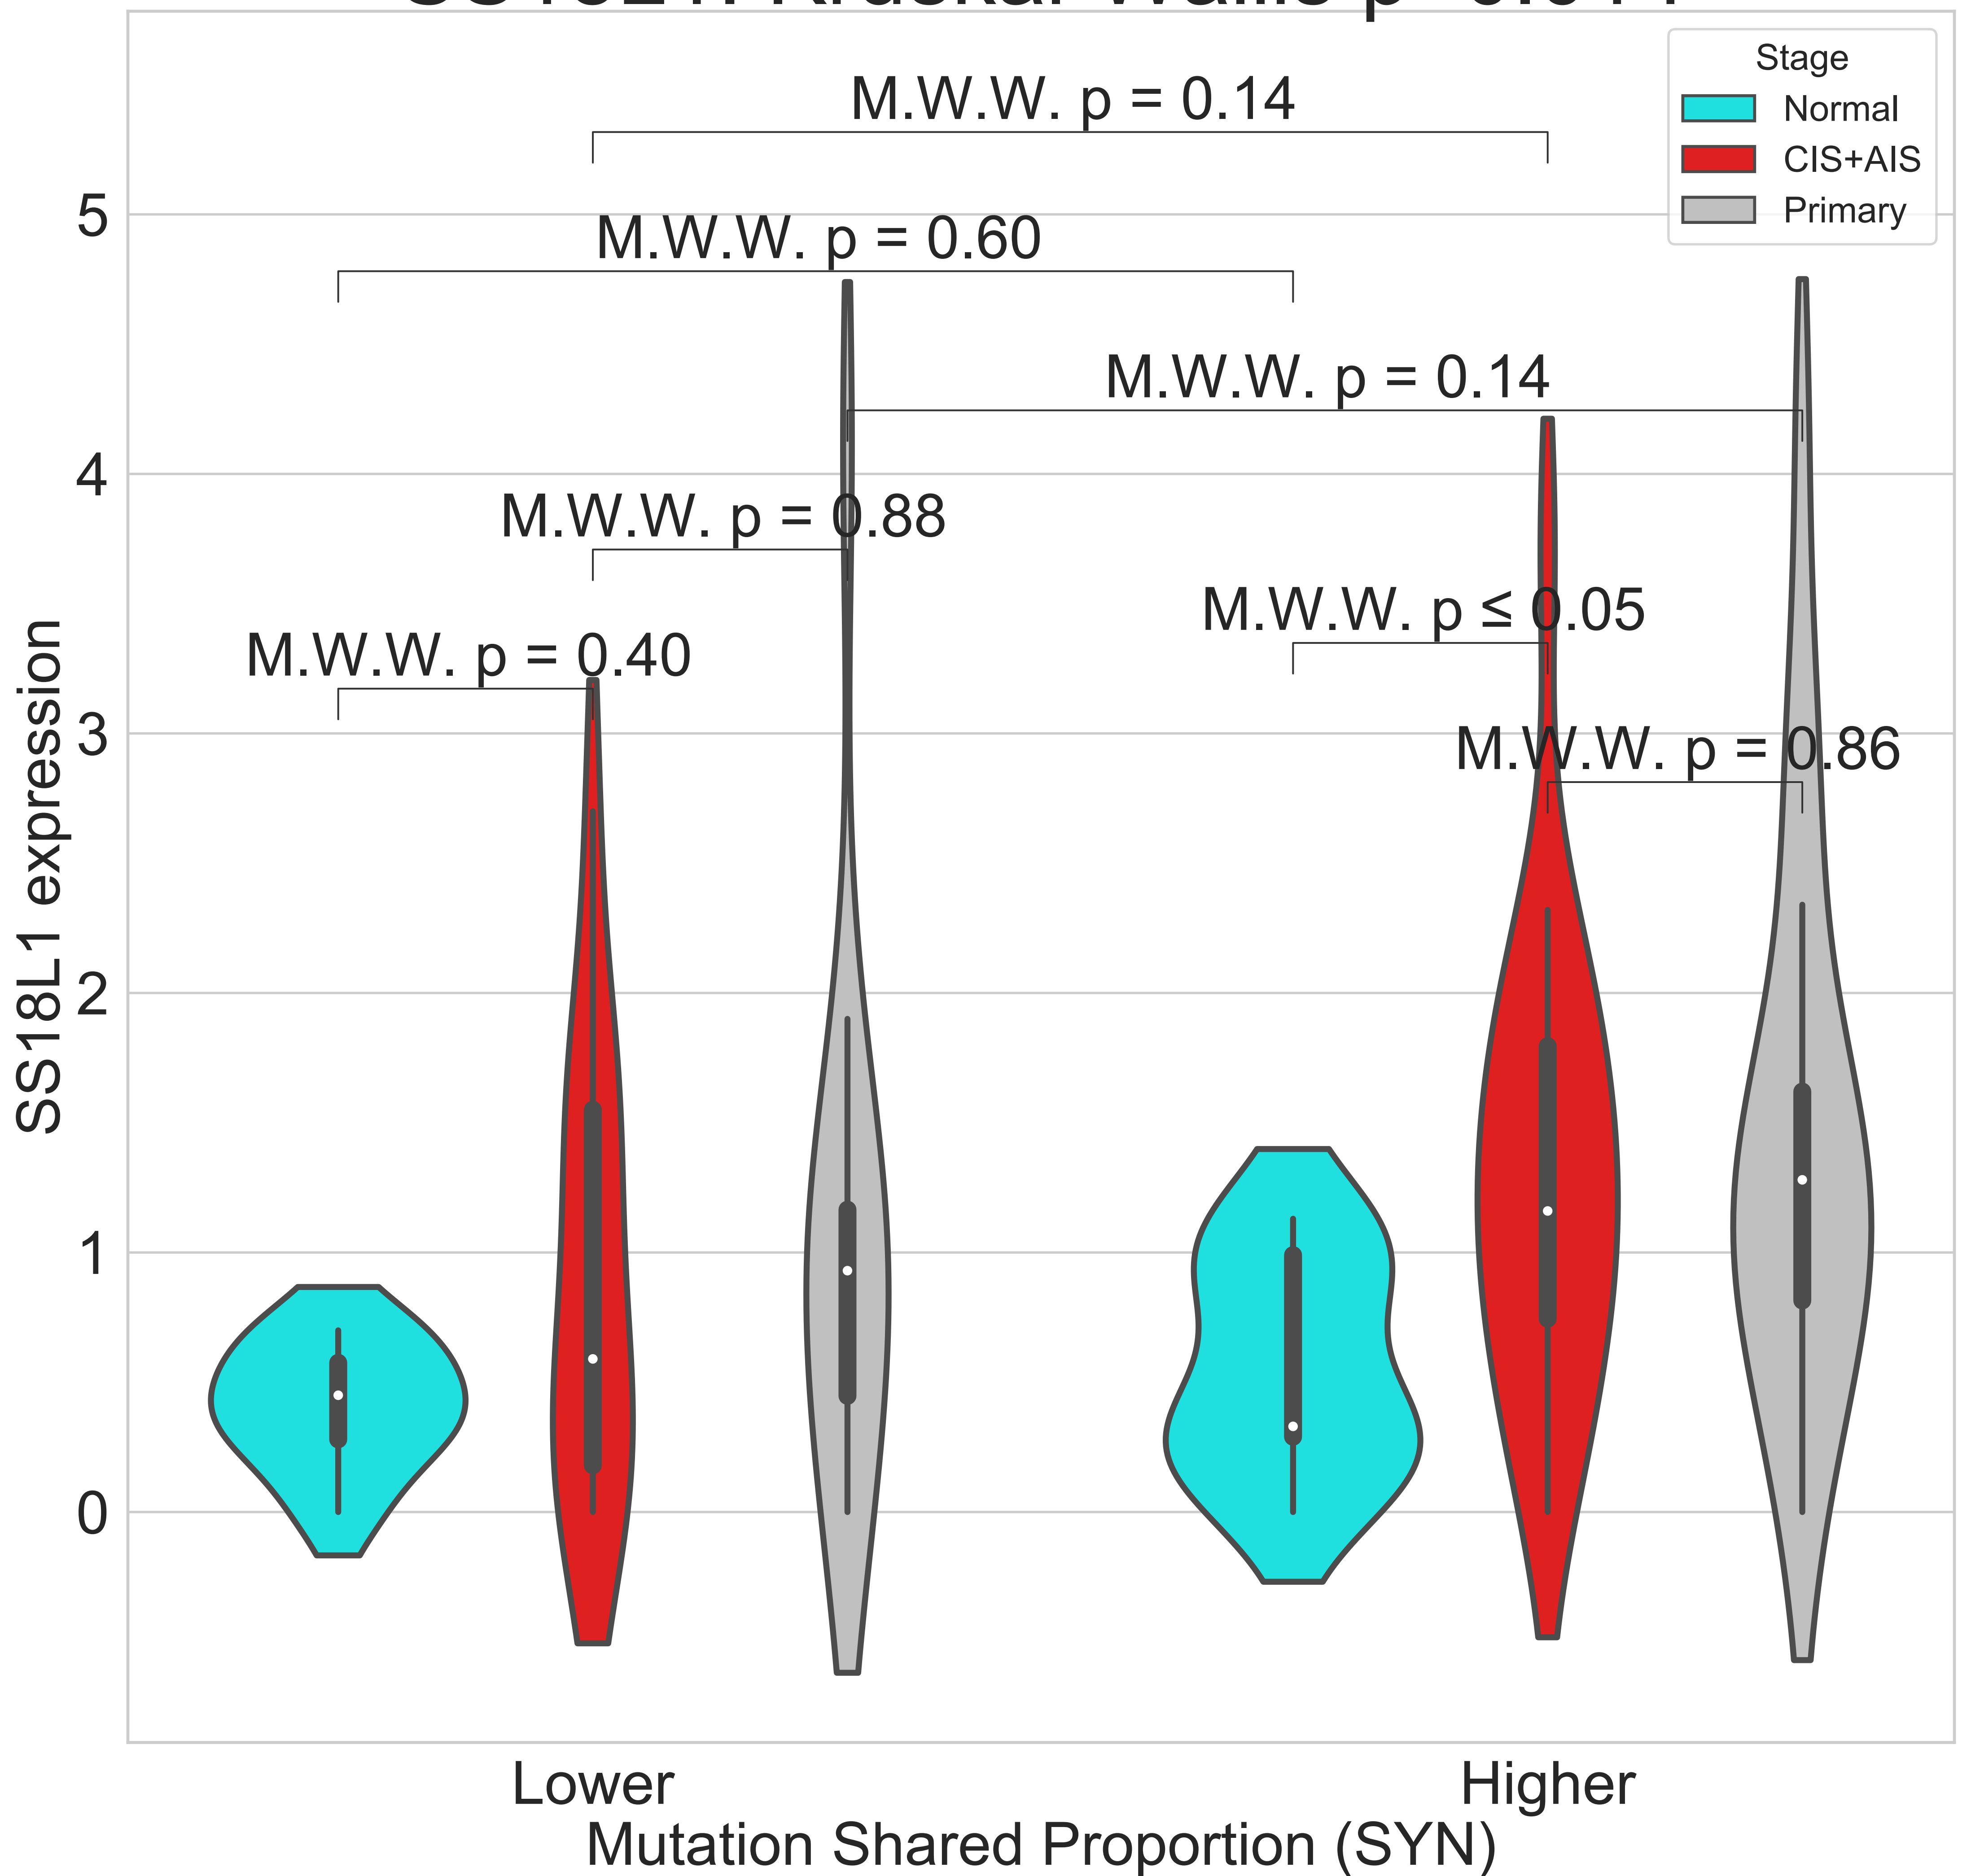 Stage
Normal
CIS+AIS
Primary
M.W.W. p = 0.14
M.W.W. p = 0.60
M.W.W. p = 0.14
M.W.W. p = 0.88
M.W.W. p ≤ 0.05
M.W.W. p = 0.40
M.W.W. p = 0.86
SS18L1 expression
5
4
3
2
1
0
Lower
Higher
Mutation Shared Proportion (SYN)